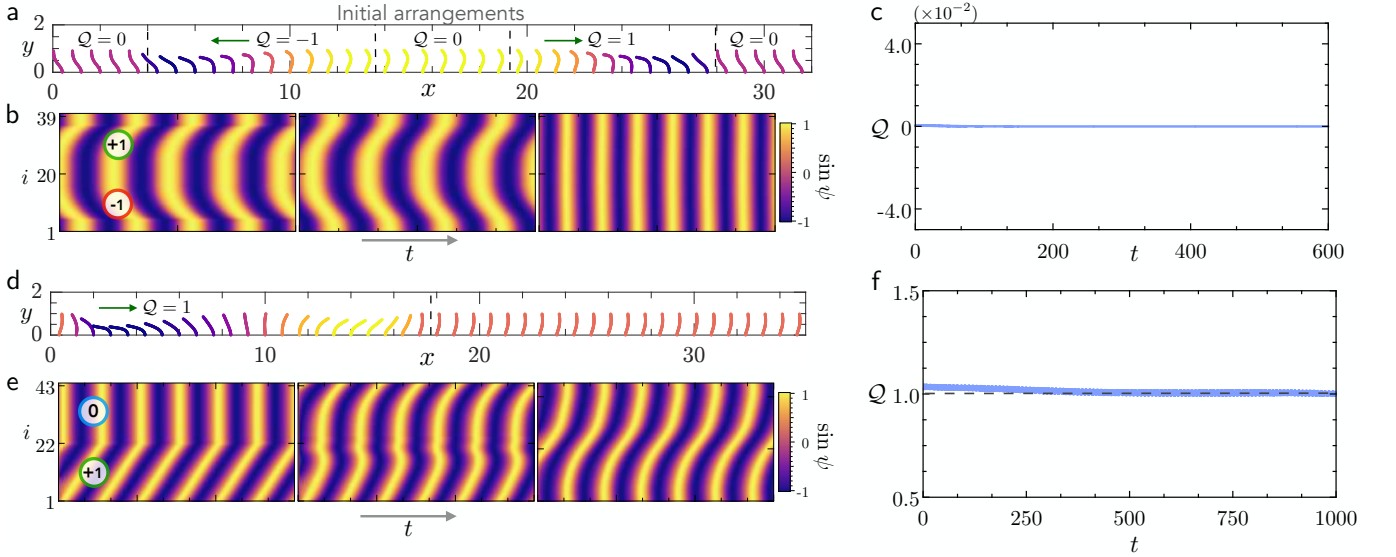 a
Initial arrangements
y
2
0
Q = 0
Q = −1
Q = 0
Q = 1
Q = 0
0
10
x
20
30
b
39
i
20
1
+1
-1
t
1
0
-1
sin ψ
c
(×10⁻²)
4.0
Q
0
-4.0
0
200
t
400
600
d
2
y
0
Q = 1
0
10
x
20
30
e
43
i
22
1
0
+1
t
1
0
-1
sin ψ
f
1.5
Q
1.0
0.5
0
250
500
750
1000
t